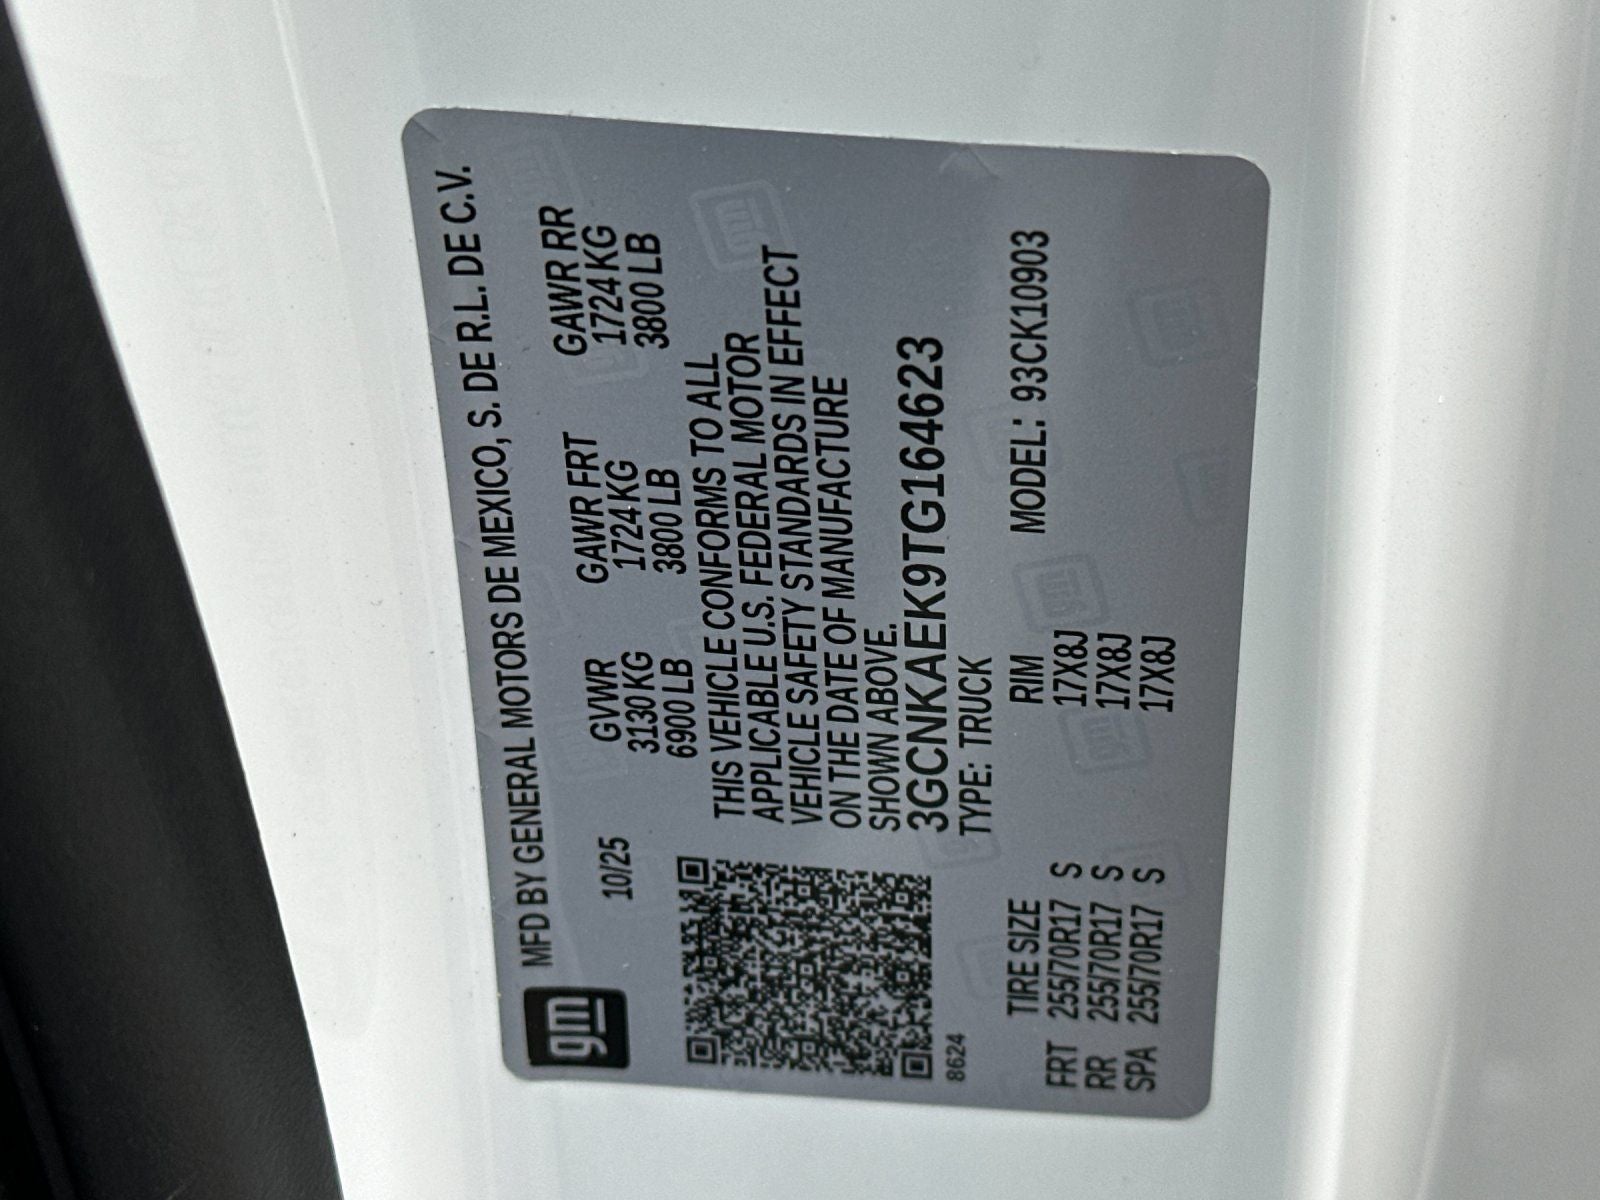 gm
MFD BY GENERAL MOTORS DE MEXICO, S. DE R.L. DE C.V.
10/25 GVWR GAWR FRT GAWR RR
3130 KG 1724 KG 1724 KG
6900 LB 3800 LB 3800 LB
THIS VEHICLE CONFORMS TO ALL
APPLICABLE U.S. FEDERAL MOTOR
VEHICLE SAFETY STANDARDS IN EFFECT
ON THE DATE OF MANUFACTURE
SHOWN ABOVE.
3GCNKAEK9TG164623
8624 TYPE: TRUCK MODEL: 93CK10903
TIRE SIZE RIM
FRT 255/70R17 S 17X8J
RR 255/70R17 S 17X8J
SPA 255/70R17 S 17X8J